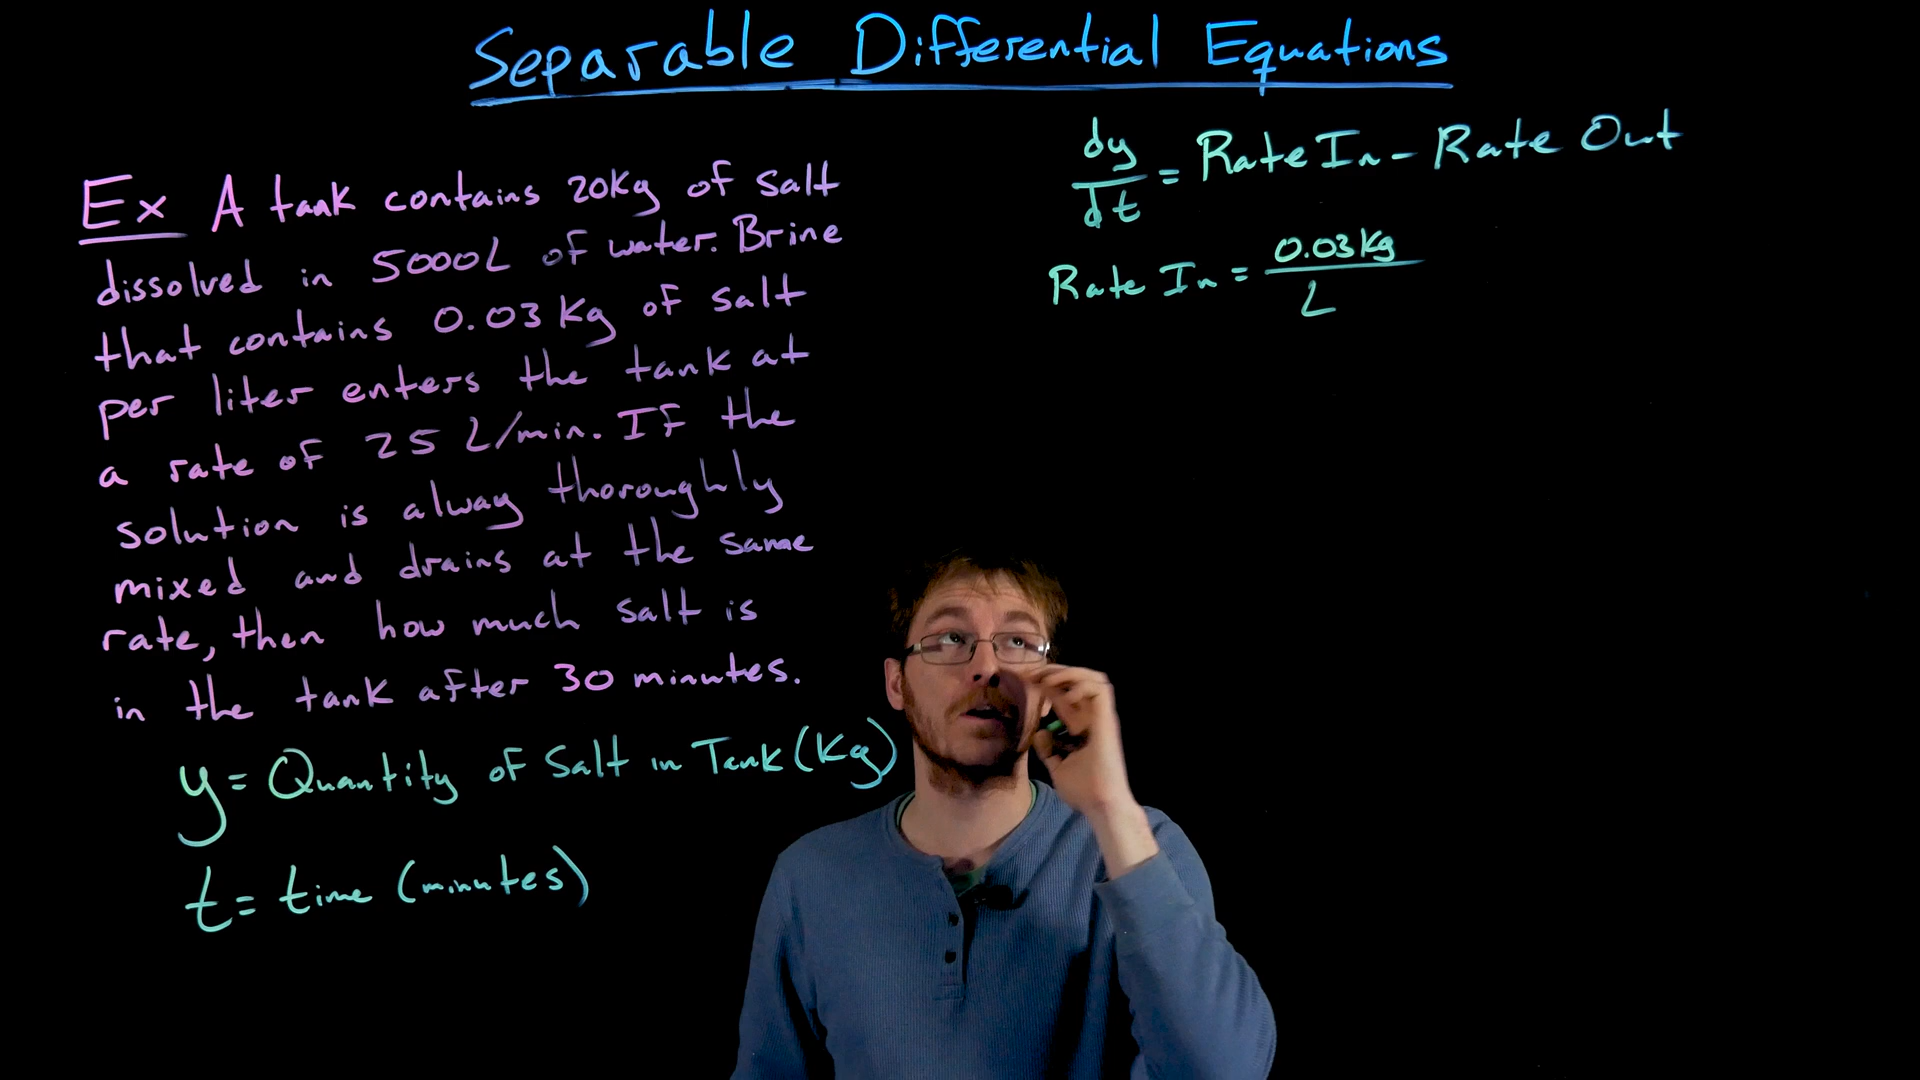 Separable Differential Equations
Ex A tank contains 20Kg of salt
dissolved in 5000L of water. Brine
that contains 0.03 Kg of salt
per liter enters the tank at
a rate of 25 L/min. If the
solution is alway thoroughly
mixed and drains at the same
rate, then how much salt is
in the tank after 30 minutes.
y = Quantity of Salt in Tank (Kg)
t = time (minutes)
dy/dt = Rate In - Rate Out
Rate In = 0.03Kg/L